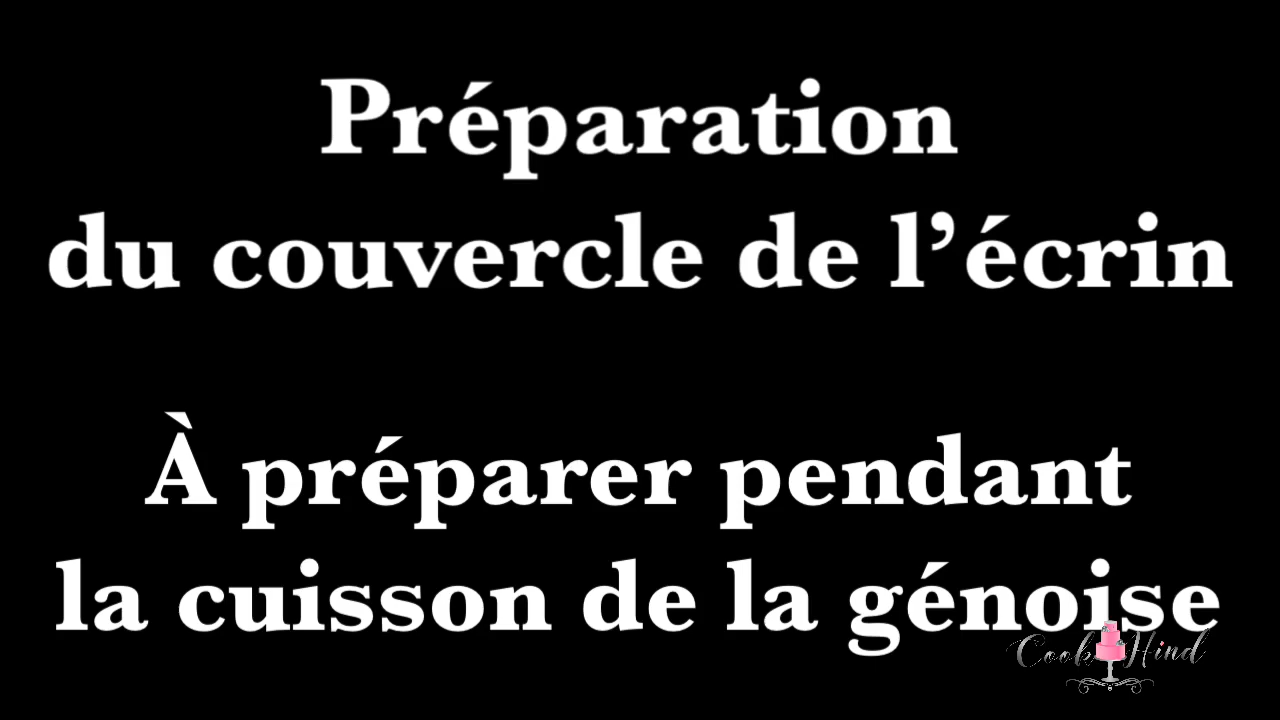 Préparation
du couvercle de l’écrin
À préparer pendant
la cuisson de la génoise
Cook Hind